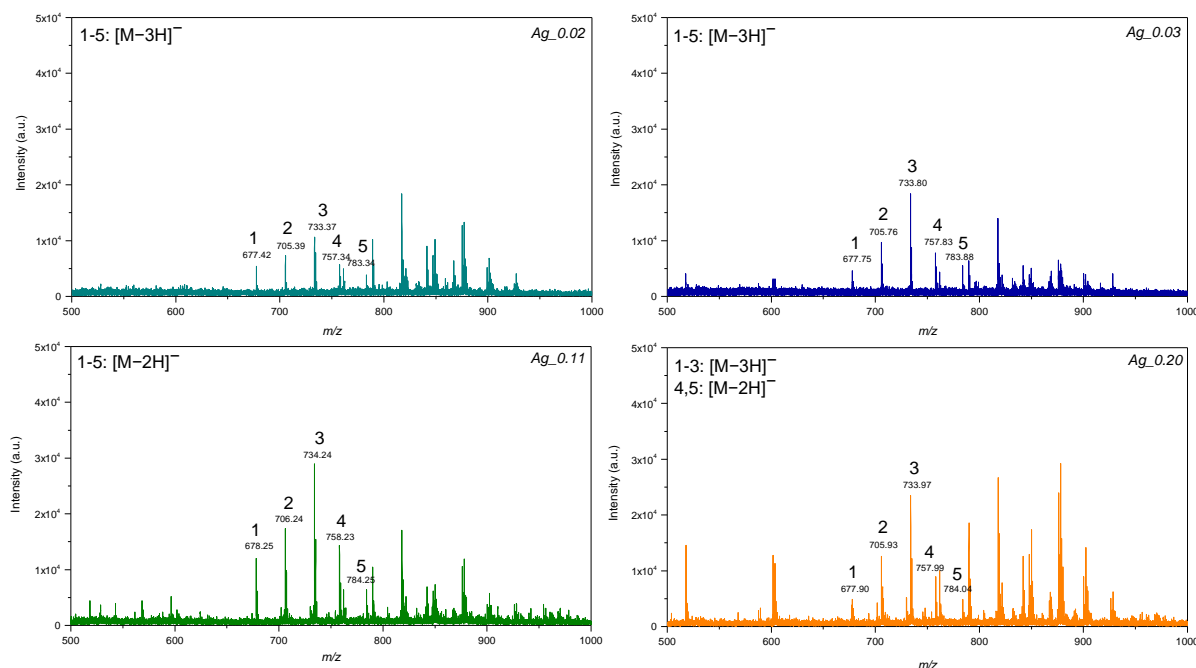 1-5: [M−3H]⁻
Ag_0.02
5x10⁴
4x10⁴
3x10⁴
2x10⁴
1x10⁴
0
Intensity (a.u.)
1
677.42
2
705.39
3
733.37
4
757.34
5
783.34
500 600 700 800 900 1000
m/z
1-5: [M−3H]⁻
Ag_0.03
5x10⁴
4x10⁴
3x10⁴
2x10⁴
1x10⁴
0
Intensity (a.u.)
1
677.75
2
705.76
3
733.80
4
757.83
5
783.88
500 600 700 800 900 1000
m/z
1-5: [M−2H]⁻
Ag_0.11
5x10⁴
4x10⁴
3x10⁴
2x10⁴
1x10⁴
0
Intensity (a.u.)
1
678.25
2
706.24
3
734.24
4
758.23
5
784.25
500 600 700 800 900 1000
m/z
1-3: [M−3H]⁻
4,5: [M−2H]⁻
Ag_0.20
5x10⁴
4x10⁴
3x10⁴
2x10⁴
1x10⁴
0
Intensity (a.u.)
1
677.90
2
705.93
3
733.97
4
757.99
5
784.04
500 600 700 800 900 1000
m/z